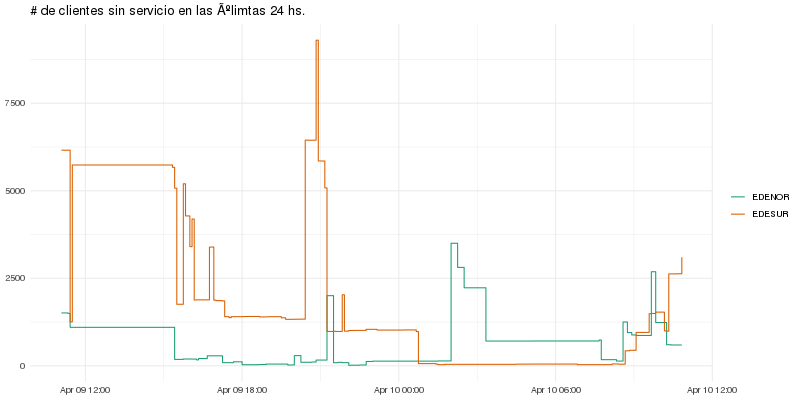 # de clientes sin servicio en las Ãºlimtas 24 hs.
7500
5000
2500
0
Apr 09 12:00
Apr 09 18:00
Apr 10 00:00
Apr 10 06:00
Apr 10 12:00
EDENOR
EDESUR